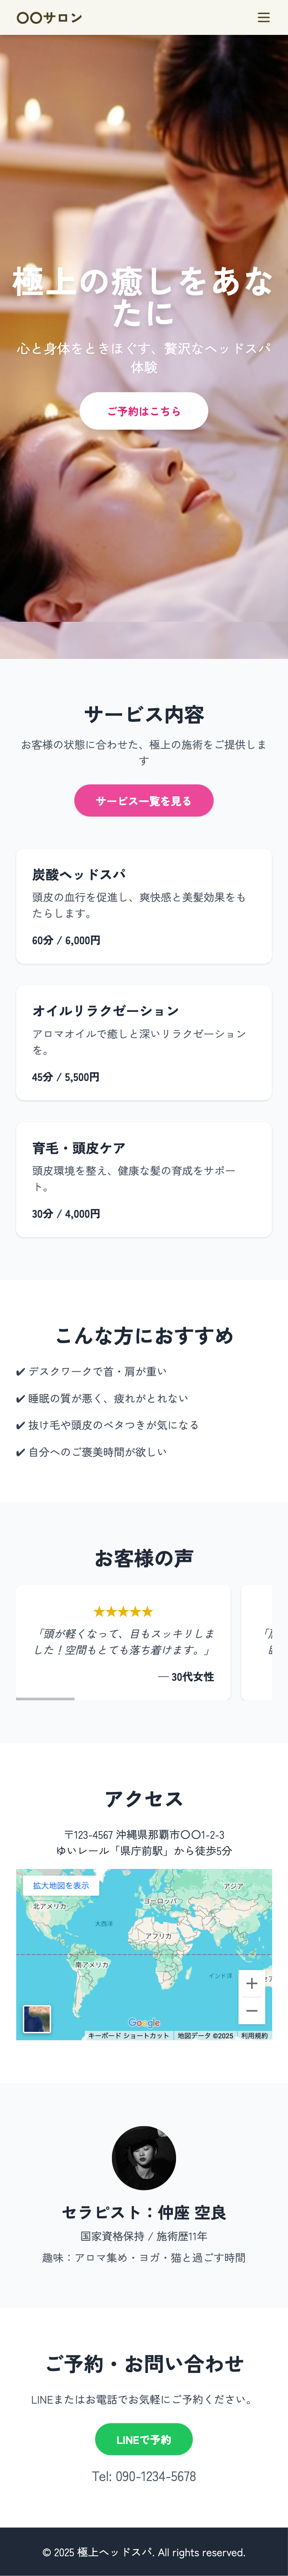 〇〇サロン
極上の癒しをあな
たに
心と身体をときほぐす、贅沢なヘッドスパ
体験
ご予約はこちら
サービス内容
お客様の状態に合わせた、極上の施術をご提供しま
す
サービス一覧を見る
炭酸ヘッドスパ
頭皮の血行を促進し、爽快感と美髪効果をも
たらします。
60分 / 6,000円
オイルリラクゼーション
アロマオイルで癒しと深いリラクゼーション
を。
45分 / 5,500円
育毛・頭皮ケア
頭皮環境を整え、健康な髪の育成をサポー
ト。
30分 / 4,000円
こんな方におすすめ
✔ デスクワークで首・肩が重い
✔ 睡眠の質が悪く、疲れがとれない
✔ 抜け毛や頭皮のベタつきが気になる
✔ 自分へのご褒美時間が欲しい
お客様の声
★★★★★
「頭が軽くなって、目もスッキリしま
した！空間もとても落ち着けます。」
— 30代女性
アクセス
〒123-4567 沖縄県那覇市〇〇1-2-3
ゆいレール「県庁前駅」から徒歩5分
拡大地図を表示
アジア
ヨーロッパ
北アメリカ
大西洋
アフリカ
南アメリカ
インド洋
Google
キーボード ショートカット 地図データ ©2025 利用規約
セラピスト：仲座 空良
国家資格保持 / 施術歴11年
趣味：アロマ集め・ヨガ・猫と過ごす時間
ご予約・お問い合わせ
LINEまたはお電話でお気軽にご予約ください。
LINEで予約
Tel: 090-1234-5678
© 2025 極上ヘッドスパ. All rights reserved.